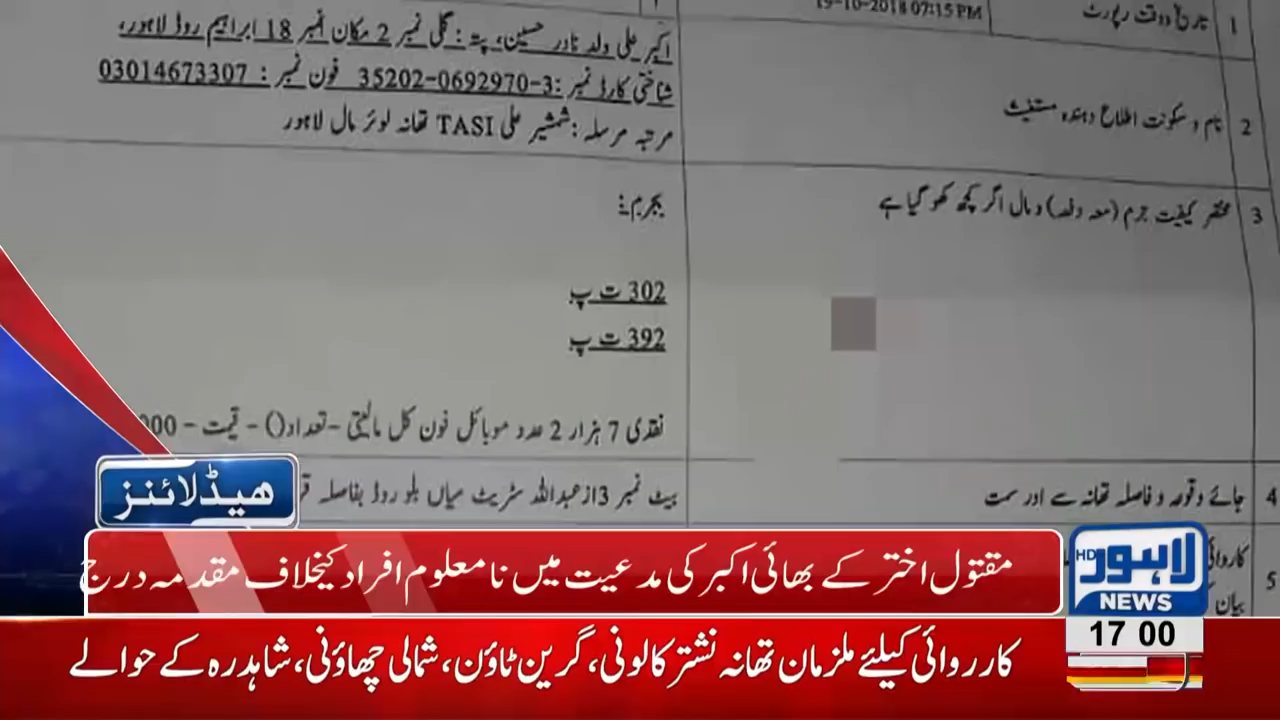 1 تاریخ و وقت رپورٹ
19-10-2018 07:15PM
2 نام و سکونت اطلاع دہندہ مستغیث
اکبر علی ولد نادر حسین، پتہ : گلی نمبر 2 مکان نمبر 18 ابراہیم روڈ لاہور،
شناختی کارڈ نمبر :3-0692970-35202 فون نمبر : 03014673307
مرتبہ مرسلہ : شمشیر علی TASI تھانہ لوئر مال لاہور
3 مختصر کیفیت جرم (معہ دفعہ) و مال اگر کچھ کھو گیا ہے
بجرم:
302 ت پ
392 ت پ
نقدی 7 ہزار 2 عدد موبائل فون کل مالیتی -تعداد() - قیمت - 000
4 جائے وقوعہ و فاصلہ تھانہ سے اور سمت
بیٹ نمبر 3 از عبداللہ سٹریٹ میاں بلو روڈ بفاصلہ
5 کاروائی
بیان
ہیڈلائنز
مقتول اختر کے بھائی اکبر کی مدعیت میں نامعلوم افراد کیخلاف مقدمہ درج
کارروائی کیلئے ملزمان تھانہ نشتر کالونی، گرین ٹاؤن، شمالی چھاؤنی، شاہدرہ کے حوالے
لاہور HD
NEWS
17 00